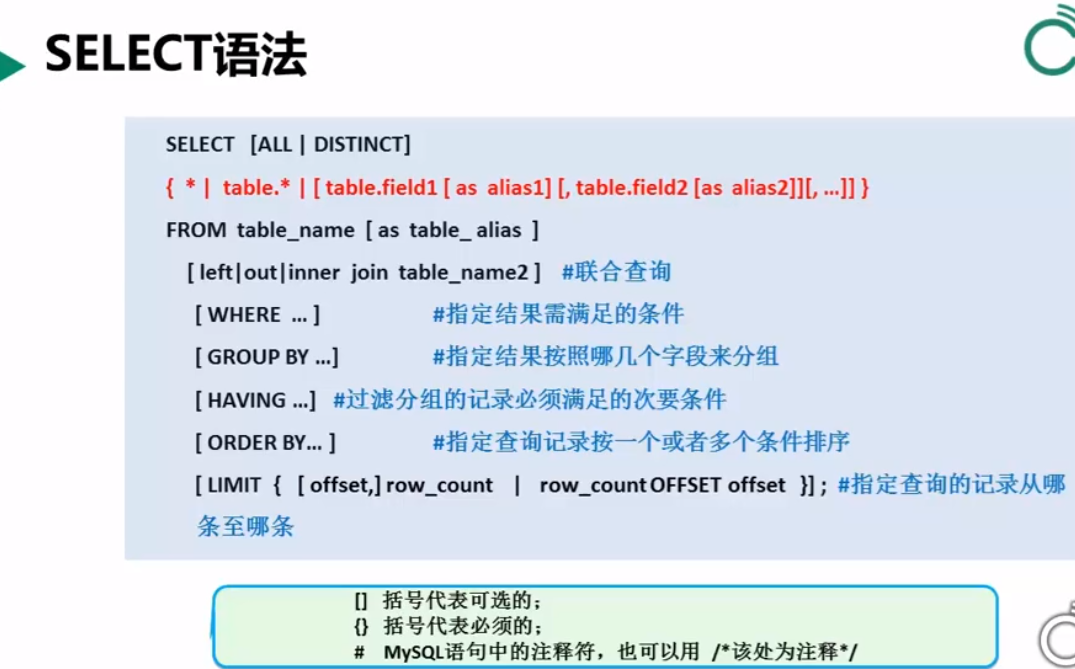 SELECT语法
SELECT [ALL | DISTINCT]
{ * | table.* | [ table.field1 [ as alias1] [, table.field2 [as alias2]][, ...]] }
FROM table_name [ as table_ alias ]
[ left|out|inner join table_name2 ] #联合查询
[ WHERE ... ] #指定结果需满足的条件
[ GROUP BY ...] #指定结果按照哪几个字段来分组
[ HAVING ...] #过滤分组的记录必须满足的次要条件
[ ORDER BY... ] #指定查询记录按一个或者多个条件排序
[ LIMIT { [ offset,] row_count | row_count OFFSET offset }] ; #指定查询的记录从哪
条至哪条
[] 括号代表可选的；
{} 括号代表必须的；
# MySQL语句中的注释符，也可以用 /*该处为注释*/